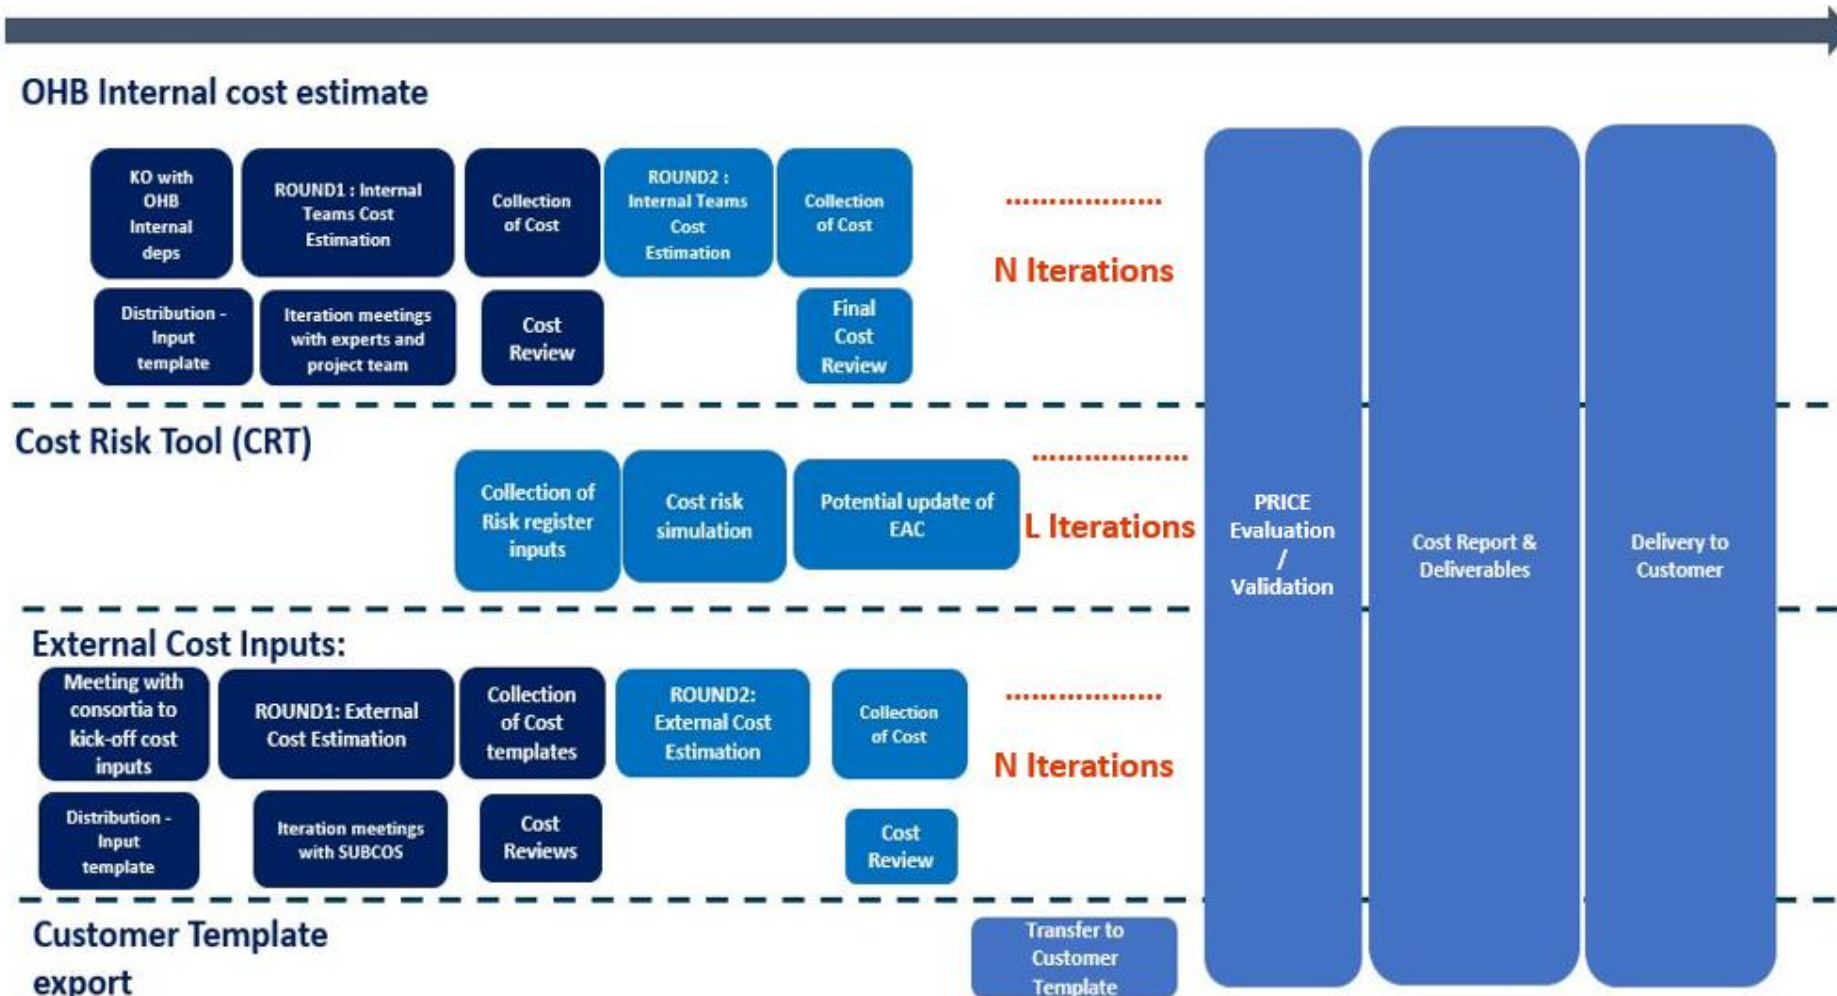 OHB Internal cost estimate
KO with
OHB
Internal
deps
ROUND1 : Internal
Teams Cost
Estimation
Collection
of Cost
ROUND2 :
Internal Teams
Cost
Estimation
Collection
of Cost
..................
N Iterations
Distribution -
Input
template
Iteration meetings
with experts and
project team
Cost
Review
Final
Cost
Review
Cost Risk Tool (CRT)
Collection of
Risk register
inputs
Cost risk
simulation
Potential update of
EAC
..................
L Iterations
PRICE
Evaluation
/
Validation
Cost Report &
Deliverables
Delivery to
Customer
External Cost Inputs:
Meeting with
consortia to
kick-off cost
inputs
ROUND1: External
Cost Estimation
Collection
of Cost
templates
ROUND2:
External Cost
Estimation
Collection
of Cost
..................
N Iterations
Distribution -
Input
template
Iteration meetings
with SUBCOS
Cost
Reviews
Cost
Review
Customer Template
export
Transfer to
Customer
Template